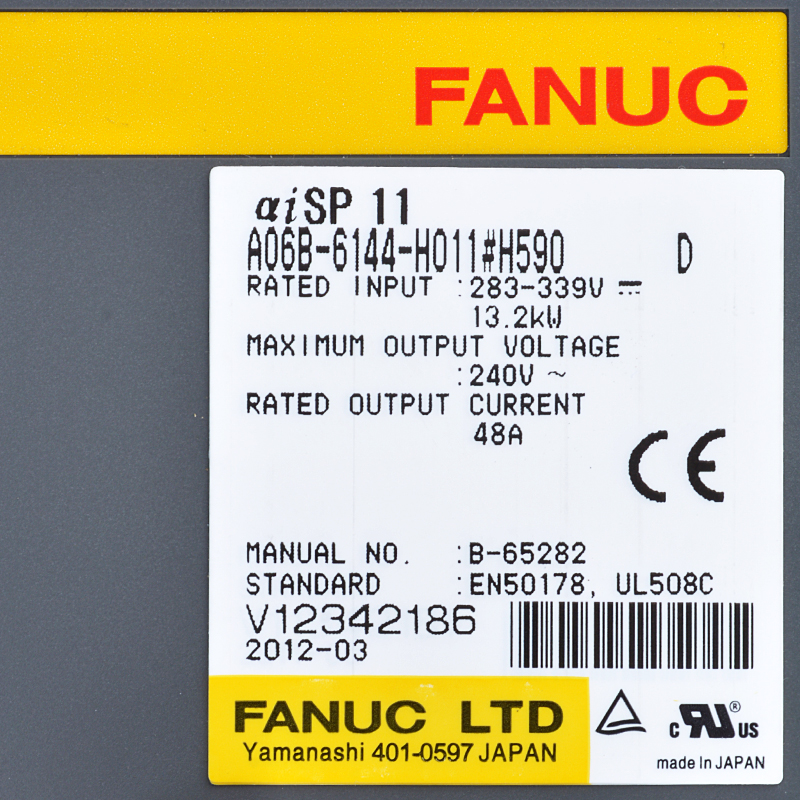 FANUC
αiSP 11
A06B-6144-H011#H590 D
RATED INPUT :283-339V ⎓
13.2kW
MAXIMUM OUTPUT VOLTAGE
:240V ~
RATED OUTPUT CURRENT
48A
CE
MANUAL NO. :B-65282
STANDARD :EN50178, UL508C
V12342186
2012-03
FANUC LTD
Yamanashi 401-0597 JAPAN
c RU® US
made In JAPAN